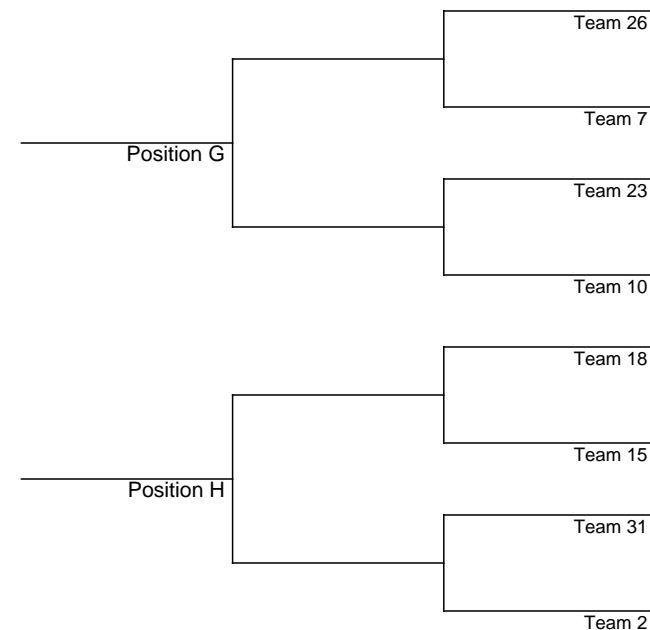 Team 26
Team 7
Position G
Team 23
Team 10
Team 18
Team 15
Position H
Team 31
Team 2